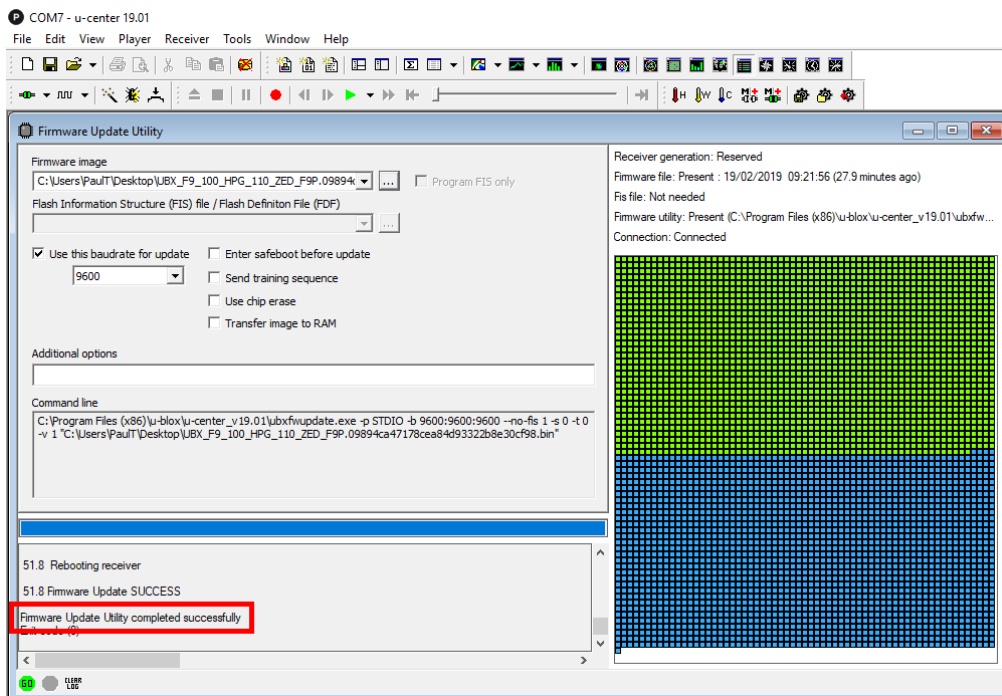 COM7 - u-center 19.01
File Edit View Player Receiver Tools Window Help
Firmware Update Utility
Firmware image
C:\Users\PaulT\Desktop\UBX_F9_100_HPG_110_ZED_F9P.09894c
... Program FIS only
Flash Information Structure (FIS) file / Flash Definiton File (FDF)
...
Use this baudrate for update
9600
Enter safeboot before update
Send training sequence
Use chip erase
Transfer image to RAM
Additional options
Command line
C:\Program Files (x86)\u-blox\u-center_v19.01\ubxfwupdate.exe -p STDIO -b 9600:9600:9600 --no-fis 1 -s 0 -t 0
-v 1 "C:\Users\PaulT\Desktop\UBX_F9_100_HPG_110_ZED_F9P.09894ca47178cea84d93322b8e30cf98.bin"
51.8 Rebooting receiver
51.8 Firmware Update SUCCESS
Firmware Update Utility completed successfully
GO
CLEAR
LOG
Receiver generation: Reserved
Firmware file: Present : 19/02/2019 09:21:56 (27.9 minutes ago)
Fis file: Not needed
Firmware utility: Present (C:\Program Files (x86)\u-blox\u-center_v19.01\ubxfw...
Connection: Connected